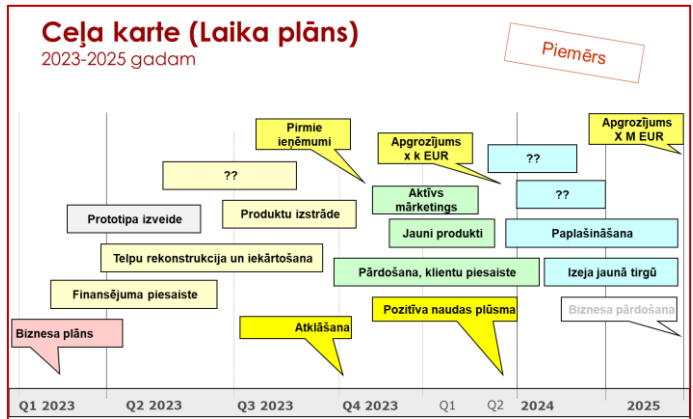 Ceļa karte (Laika plāns)
2023-2025 gadam
Piemērs
Pirmie
ieņēmumi
Apgrozījums
x k EUR
Apgrozījums
X M EUR
??
??
??
Aktīvs
mārketings
Prototipa izveide
Produktu izstrāde
Jauni produkti
Paplašināšana
Telpu rekonstrukcija un iekārtošana
Pārdošana, klientu piesaiste
Izeja jaunā tirgū
Finansējuma piesaiste
Pozitīva naudas plūsma
Biznesa pārdošana
Biznesa plāns
Atklāšana
Q1 2023
Q2 2023
Q3 2023
Q4 2023
Q1
Q2
2024
2025